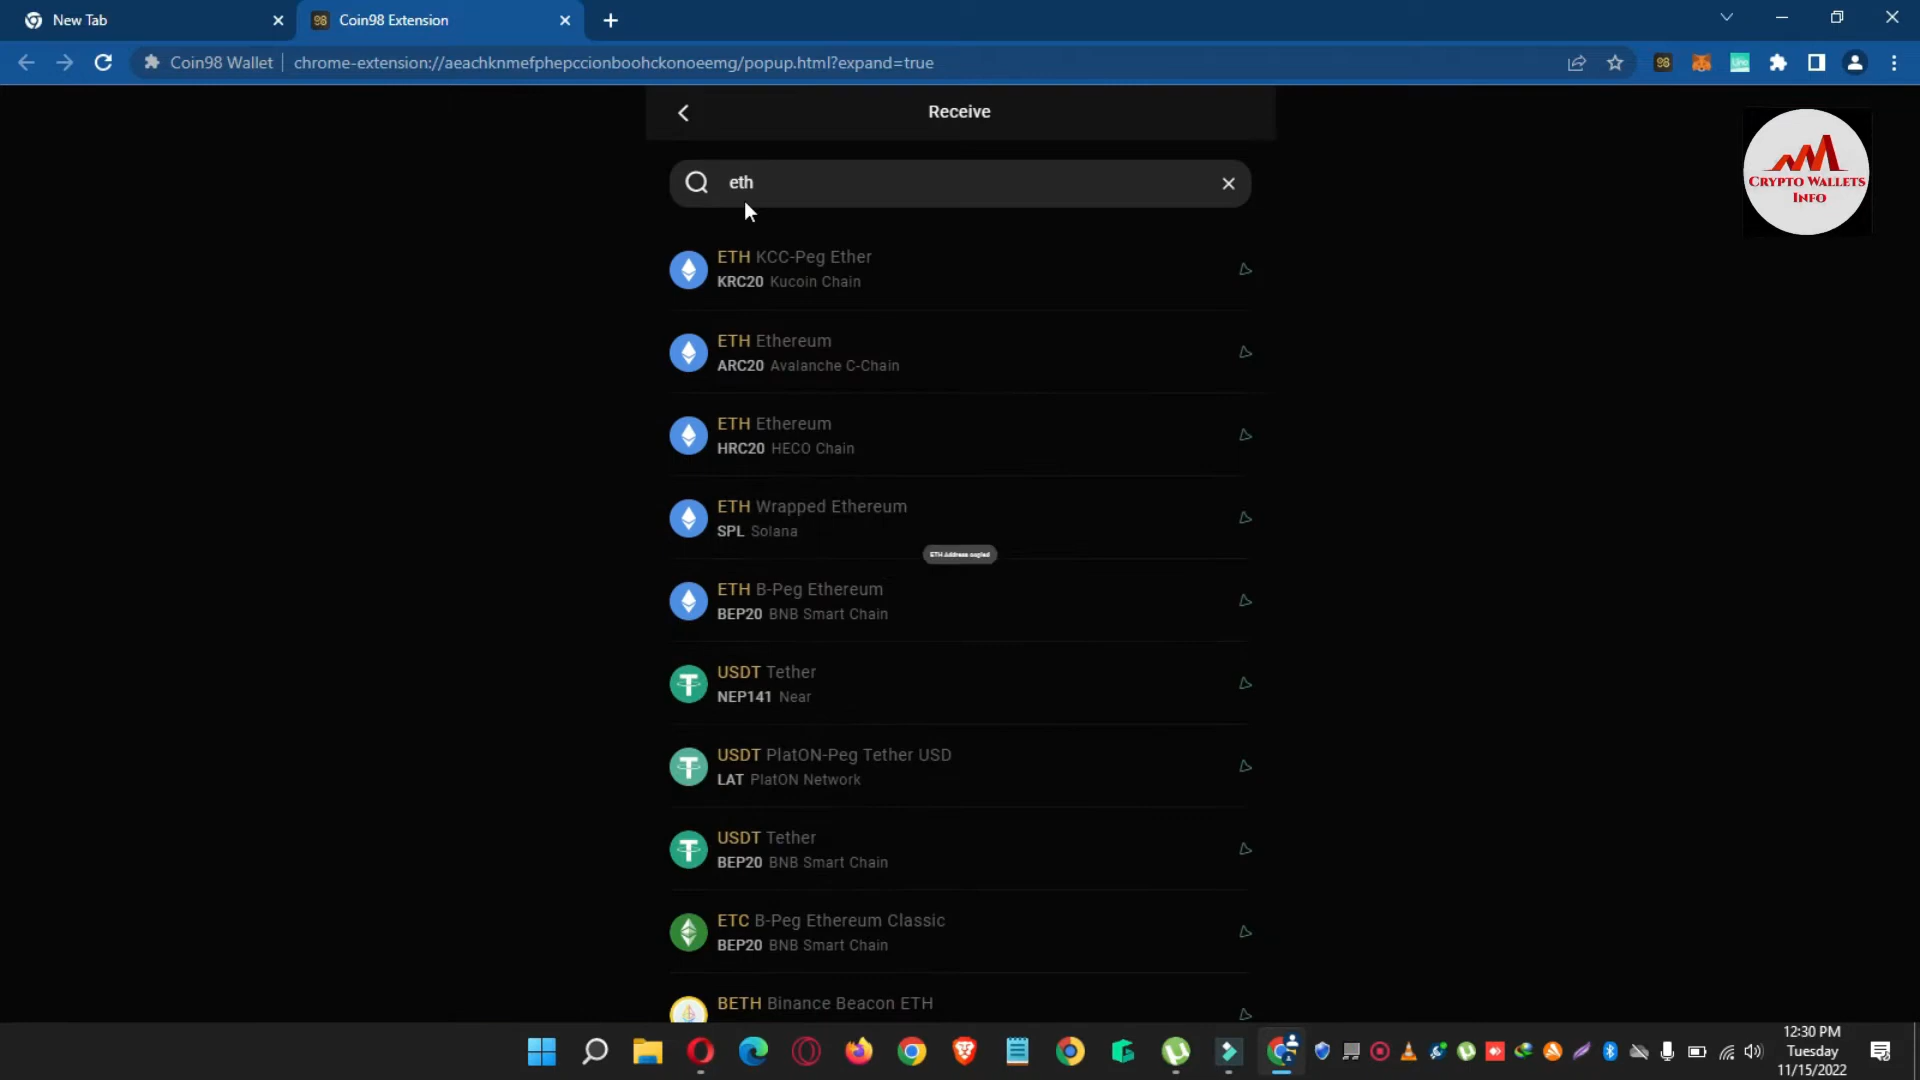 New Tab
Coin98 Extension
Coin98 Wallet
chrome-extension://aeachknmefphepccionboohckonoeemg/popup.html?expand=true
98
CRYPTO WALLETS
INFO
Receive
eth
ETH KCC-Peg Ether
KRC20 Kucoin Chain
ETH Ethereum
ARC20 Avalanche C-Chain
ETH Ethereum
HRC20 HECO Chain
ETH Wrapped Ethereum
SPL Solana
ETH Address copied
ETH B-Peg Ethereum
BEP20 BNB Smart Chain
USDT Tether
NEP141 Near
USDT PlatON-Peg Tether USD
LAT PlatON Network
USDT Tether
BEP20 BNB Smart Chain
ETC B-Peg Ethereum Classic
BEP20 BNB Smart Chain
BETH Binance Beacon ETH
12:30 PM
Tuesday
11/15/2022